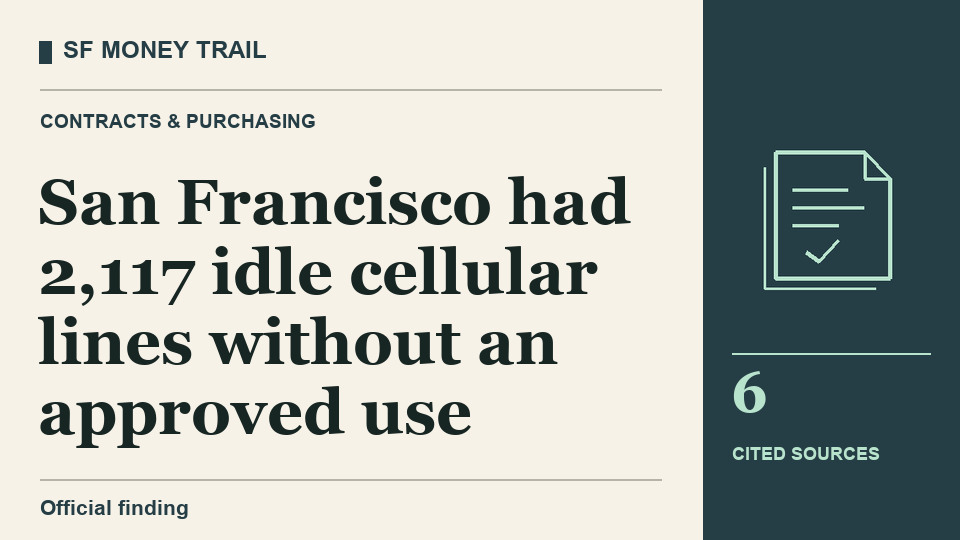 SF MONEY TRAIL
CONTRACTS & PURCHASING
San Francisco had
2,117 idle cellular
lines without an
approved use
Official finding
6
CITED SOURCES